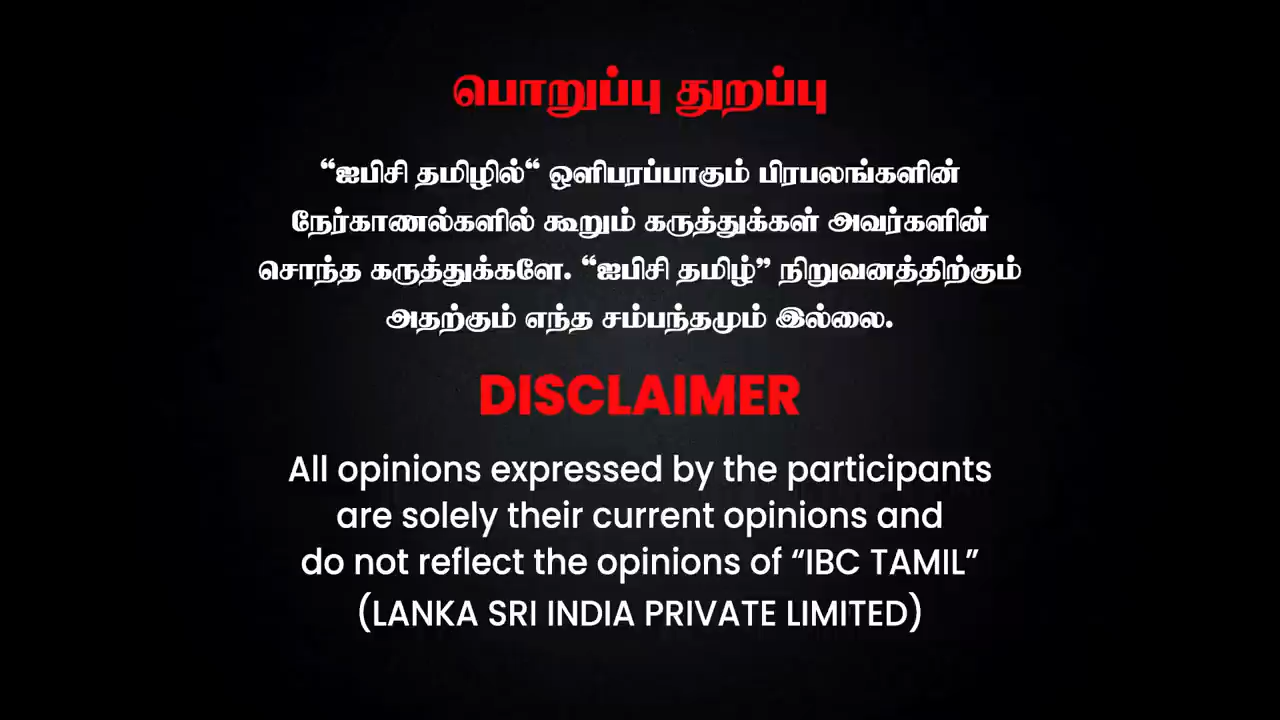 பொறுப்பு துறப்பு
“ஐபிசி தமிழில்“ ஒளிபரப்பாகும் பிரபலங்களின்
நேர்காணல்களில் கூறும் கருத்துக்கள் அவர்களின்
சொந்த கருத்துக்களே. “ஐபிசி தமிழ்” நிறுவனத்திற்கும்
அதற்கும் எந்த சம்பந்தமும் இல்லை.
DISCLAIMER
All opinions expressed by the participants
are solely their current opinions and
do not reflect the opinions of “IBC TAMIL”
(LANKA SRI INDIA PRIVATE LIMITED)